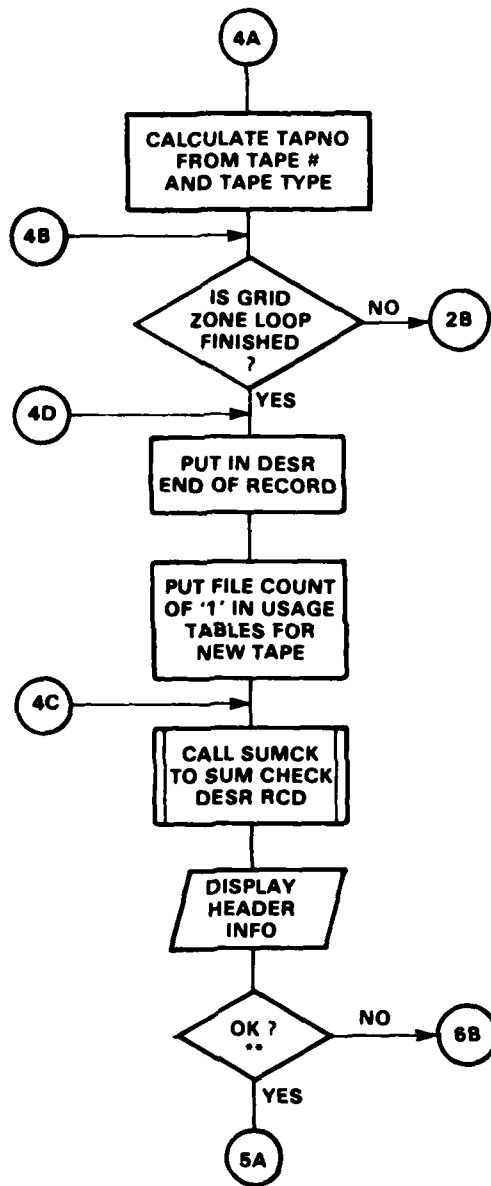 4A
CALCULATE TAPNO
FROM TAPE #
AND TAPE TYPE
4B
IS GRID
ZONE LOOP
FINISHED
?
NO
2B
YES
4D
PUT IN DESR
END OF RECORD
PUT FILE COUNT
OF '1' IN USAGE
TABLES FOR
NEW TAPE
4C
CALL SUMCK
TO SUM CHECK
DESR RCD
DISPLAY
HEADER
INFO
OK ?
**
NO
6B
YES
5A